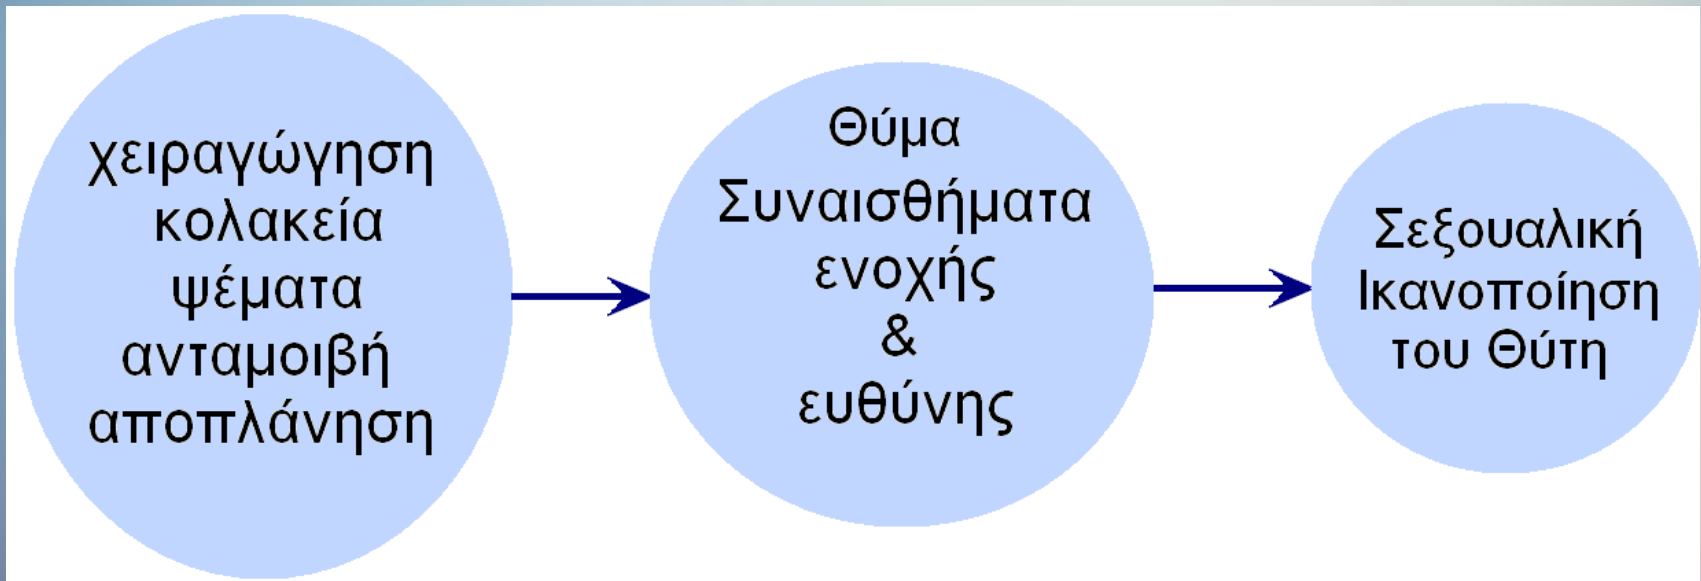 χειραγώγηση
κολακεία
ψέματα
ανταμοιβή
αποπλάνηση
Θύμα
Συναισθήματα
ενοχής
&
ευθύνης
Σεξουαλική
Ικανοποίηση
του Θύτη